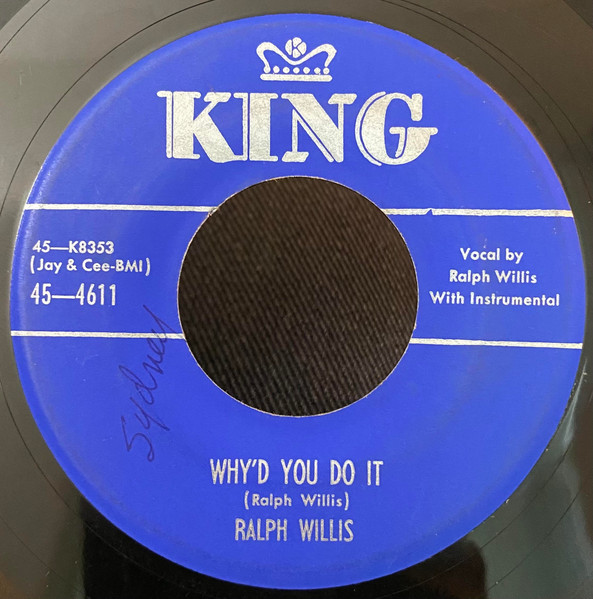 K
KING
45—K8353
(Jay & Cee-BMI)
45—4611
Vocal by
Ralph Willis
With Instrumental
Sydney
WHY'D YOU DO IT
(Ralph Willis)
RALPH WILLIS